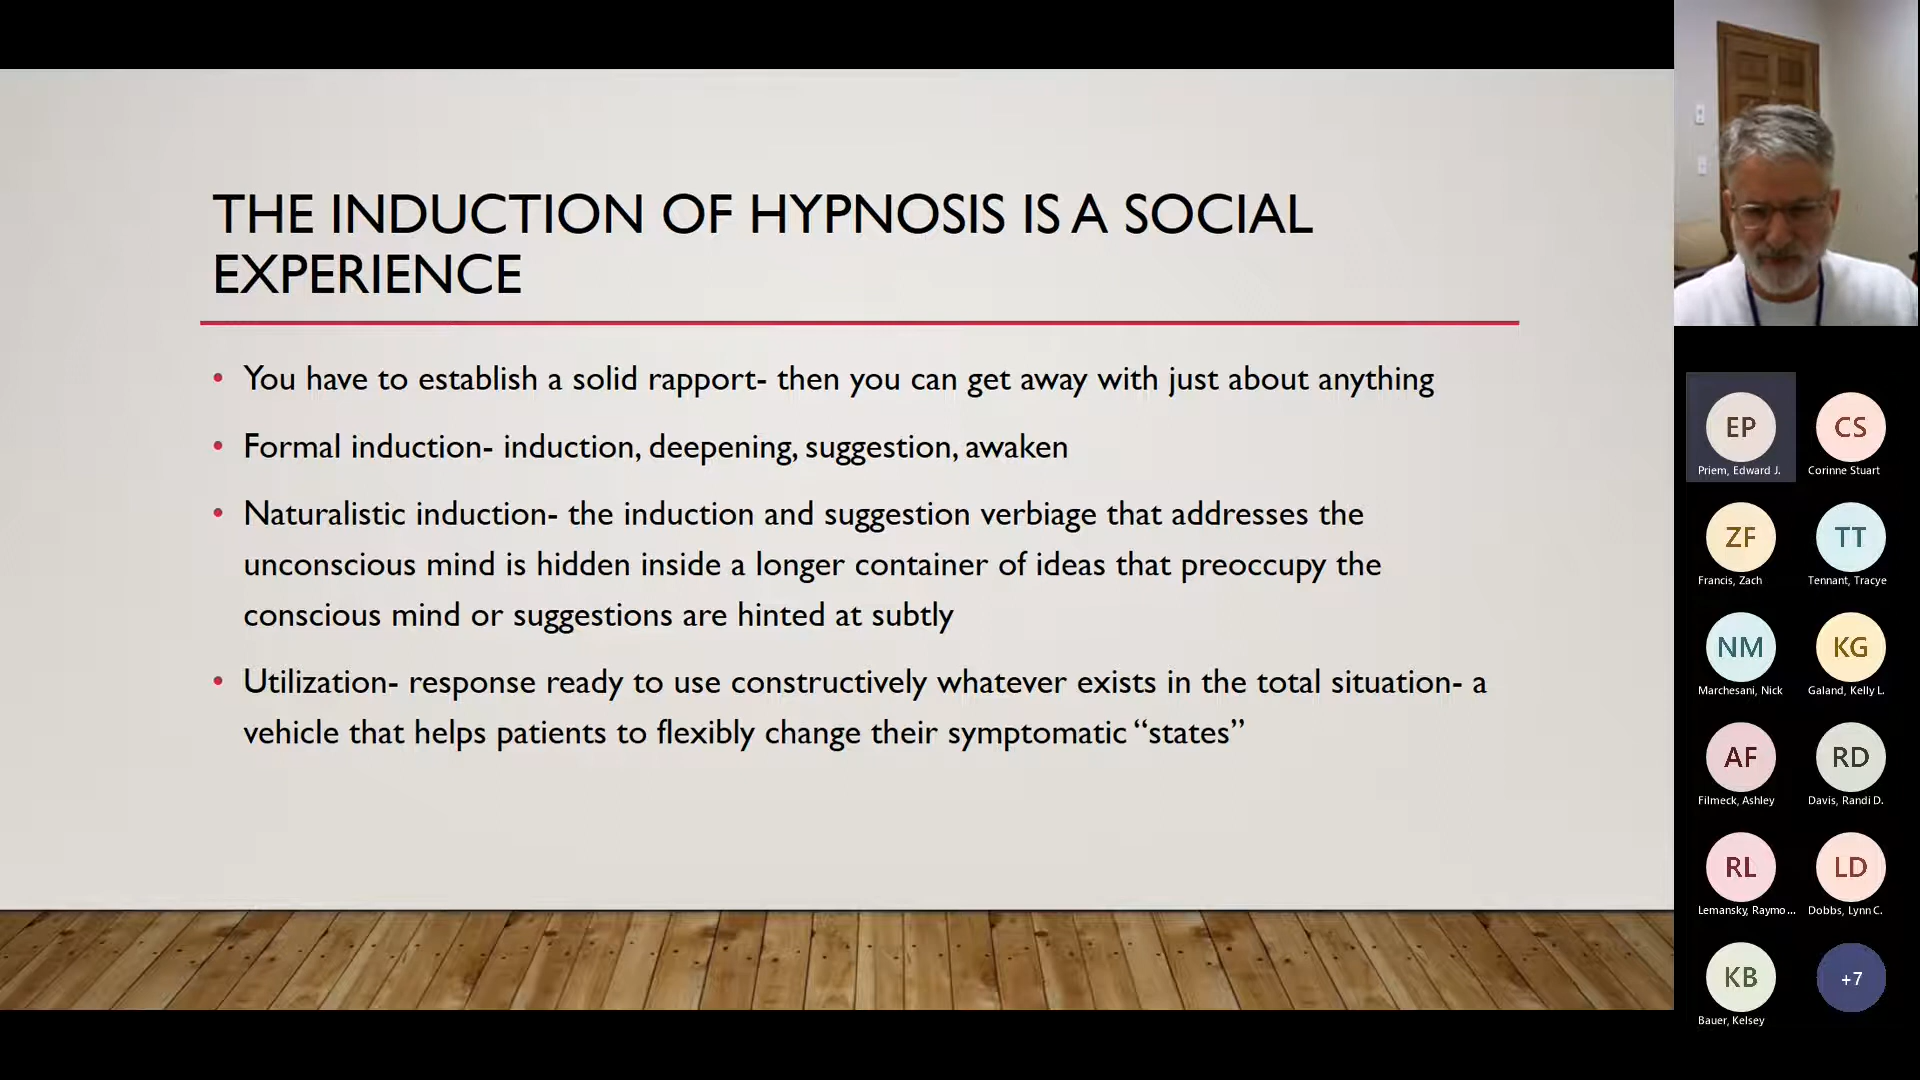 THE INDUCTION OF HYPNOSIS IS A SOCIAL
EXPERIENCE
• You have to establish a solid rapport- then you can get away with just about anything
• Formal induction- induction, deepening, suggestion, awaken
• Naturalistic induction- the induction and suggestion verbiage that addresses the
unconscious mind is hidden inside a longer container of ideas that preoccupy the
conscious mind or suggestions are hinted at subtly
• Utilization- response ready to use constructively whatever exists in the total situation- a
vehicle that helps patients to flexibly change their symptomatic “states”
EP CS
Priem, Edward J. Corinne Stuart
ZF TT
Francis, Zach Tennant, Tracye
NM KG
Marchesani, Nick Galand, Kelly L.
AF RD
Filmeck, Ashley Davis, Randi D.
RL LD
Lemansky, Raymo... Dobbs, Lynn C.
KB +7
Bauer, Kelsey